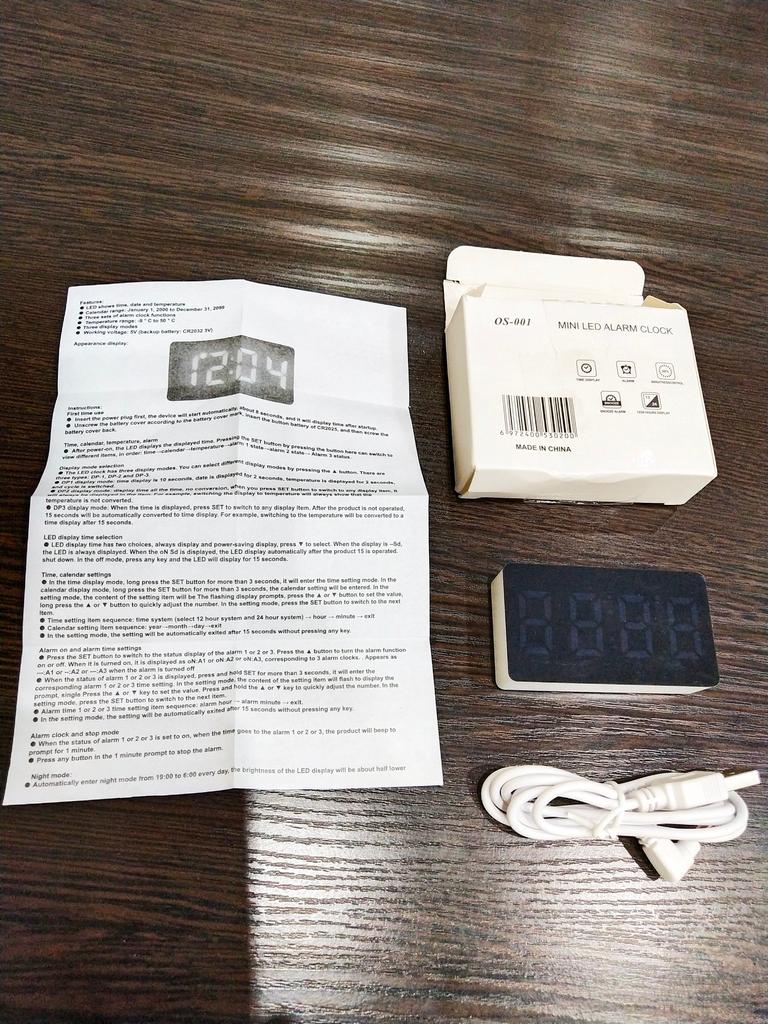 Features:
● LED shows time, date and temperature
● Calendar range: January 1, 2000 to December 31, 2099
● Three sets of alarm clock functions
● Temperature range: -9 ° C to 50 ° C
● Three display modes
● Working voltage: 5V (backup battery: CR2032 3V)
Appearance display:
12:04
Instructions:
First time use
● Insert the power plug first, the device will start automatically, about 8 seconds, and it will display time after startup.
● Unscrew the battery cover according to the battery cover mark, insert the button battery of CR2025, and then screw the
battery cover back.
Time, calendar, temperature, alarm
● After power-on, the LED displays the displayed time. Pressing the SET button by pressing the button here can switch to
view different items, in order: time→calendar→temperature→alarm 1 state→alarm 2 state→ Alarm 3 status.
Display mode selection
● The LED clock has three display modes. You can select different display modes by pressing the ▲ button. There are
three types: DP-1, DP-2 and DP-3.
● DP1 display mode: time display is 10 seconds, date is displayed for 2 seconds, temperature is displayed for 2 seconds,
and cycle is switched.
● DP2 display mode: display time all the time, no conversion, when you press SET button to switch to any display item, it
will always be displayed in the item. For example, switching the display to temperature will always show that the
temperature is not converted.
● DP3 display mode: When the time is displayed, press SET to switch to any display item. After the product is not operated,
15 seconds will be automatically converted to time display. For example, switching to the temperature will be converted to a
time display after 15 seconds.
LED display time selection
● LED display time has two choices, always display and power-saving display, press ▼ to select. When the display is --Sd,
the LED is always displayed. When the oN Sd is displayed, the LED display automatically after the product 15 is operated.
shut down. In the off mode, press any key and the LED will display for 15 seconds.
Time, calendar settings
● In the time display mode, long press the SET button for more than 3 seconds, it will enter the time setting mode. In the
calendar display mode, long press the SET button for more than 3 seconds, the calendar setting will be entered. In the
setting mode, the content of the setting item will be The flashing display prompts, press the ▲ or ▼ button to set the value,
long press the ▲ or ▼ button to quickly adjust the number. In the setting mode, press the SET button to switch to the next
item.
● Time setting item sequence: time system (select 12 hour system and 24 hour system) → hour → minute → exit
● Calendar setting item sequence: year→month→day→exit
● In the setting mode, the setting will be automatically exited after 15 seconds without pressing any key.
Alarm on and alarm time settings
● Press the SET button to switch to the status display of the alarm 1 or 2 or 3. Press the ▲ button to turn the alarm function
on or off. When it is turned on, it is displayed as oN:A1 or oN:A2 or oN:A3, corresponding to 3 alarm clocks. . Appears as
---:A1 or --:A2 or ---:A3 when the alarm is turned off
● When the status of alarm 1 or 2 or 3 is displayed, press and hold SET for more than 3 seconds, it will enter the
corresponding alarm 1 or 2 or 3 time setting. In the setting mode, the content of the setting item will flash to display the
prompt, single Press the ▲ or ▼ key to set the value. Press and hold the ▲ or ▼ key to quickly adjust the number. In the
setting mode, press the SET button to switch to the next item.
● Alarm time 1 or 2 or 3 time setting item sequence: alarm hour → alarm minute → exit.
● In the setting mode, the setting will be automatically exited after 15 seconds without pressing any key.
Alarm clock and stop mode
● When the status of alarm 1 or 2 or 3 is set to on, when the time goes to the alarm 1 or 2 or 3, the product will beep to
prompt for 1 minute.
● Press any button in the 1 minute prompt to stop the alarm.
Night mode:
● Automatically enter night mode from 19:00 to 6:00 every day, the brightness of the LED display will be about half lower
OS-001 MINI LED ALARM CLOCK
TIME DISPLAY ALARM BRIGHTNESS CONTROL
SNOOZE ALARM 12/24 HOURS DISPLAY
6 972400 530200
MADE IN CHINA